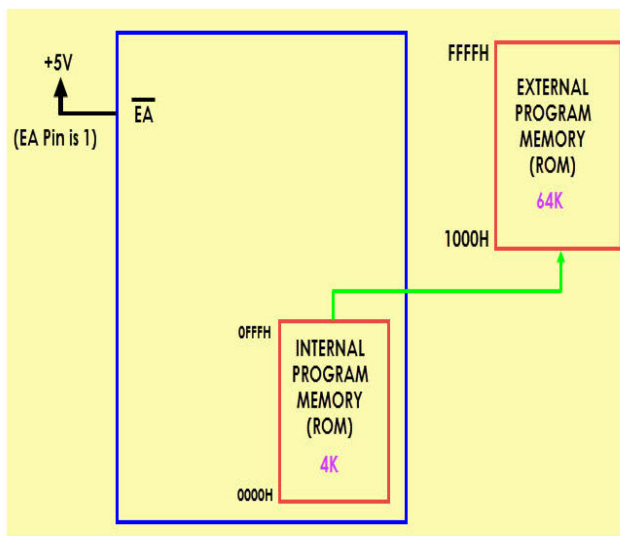 +5V
(EA Pin is 1)
EA
FFFFH
EXTERNAL
PROGRAM
MEMORY
(ROM)
64K
1000H
0FFFH
INTERNAL
PROGRAM
MEMORY
(ROM)
4K
0000H